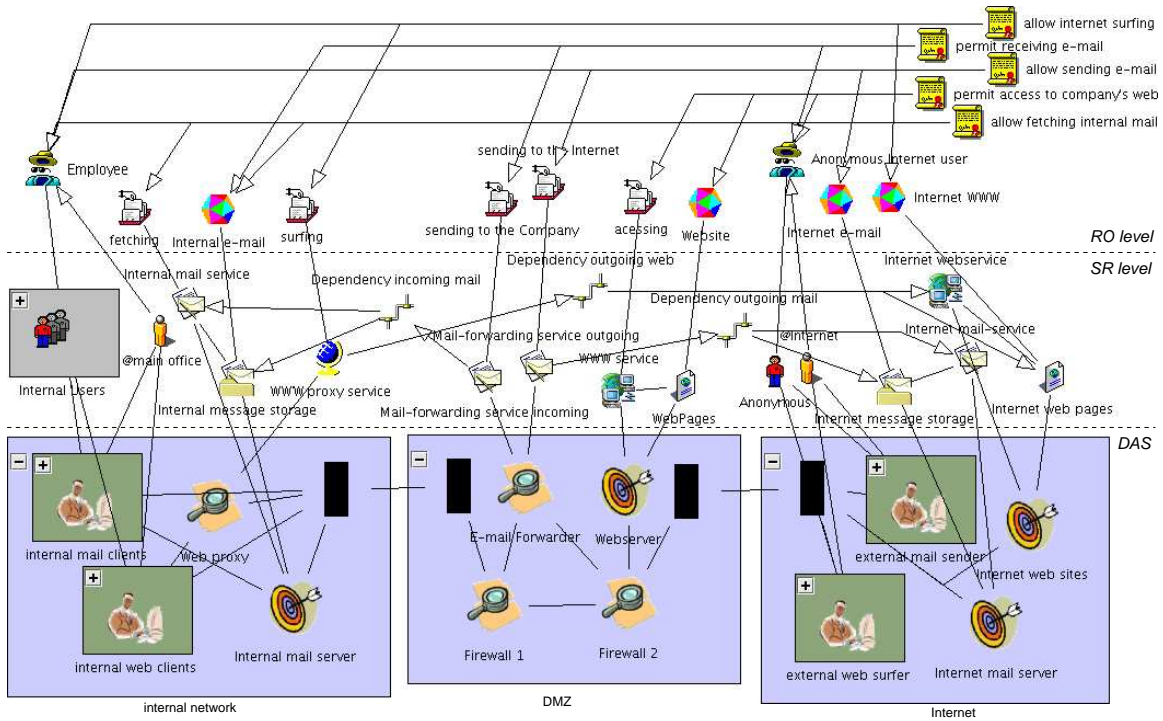 allow internet surfing
permit receiving e-mail
allow sending e-mail
permit access to company's web
allow fetching internal mail
sending to the Internet
Employee
Anonymous Internet user
Internet WWW
fetching
Internal e-mail
surfing
sending to the Company
acessing
Website
Internet e-mail
RO level
SR level
Internal mail service
Dependency incoming mail
Dependency outgoing web
Internet webservice
Dependency outgoing mail
Mail-forwarding service outgoing
@internet
Internet mail-service
@main office
WWW service
Internal Users
WWW proxy service
Internal message storage
Mail-forwarding service incoming
WebPages
Anonymous
Internet message storage
Internet web pages
DAS
internal mail clients
Web proxy
E-mail Forwarder
Webserver
external mail sender
Internet web sites
internal web clients
Internal mail server
Firewall 1
Firewall 2
external web surfer
Internet mail server
internal network
DMZ
Internet